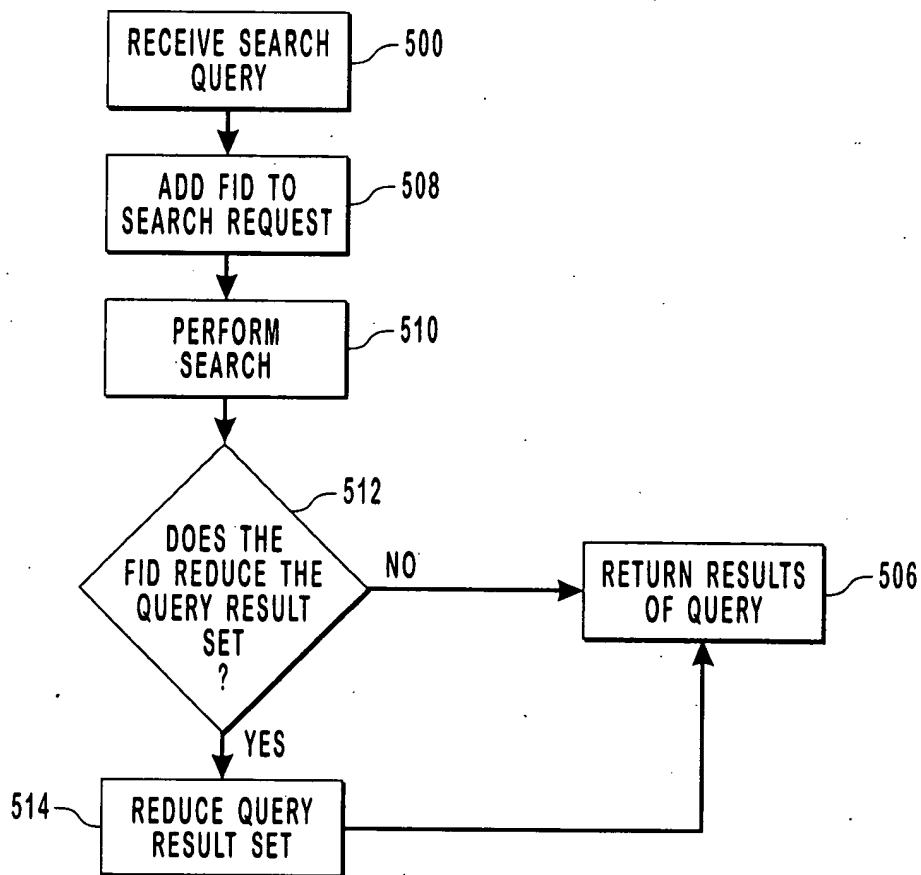 RECEIVE SEARCH
QUERY
500
ADD FID TO
SEARCH REQUEST
508
PERFORM
SEARCH
510
512
DOES THE
FID REDUCE THE
QUERY RESULT
SET
?
NO
RETURN RESULTS
OF QUERY
506
YES
514
REDUCE QUERY
RESULT SET